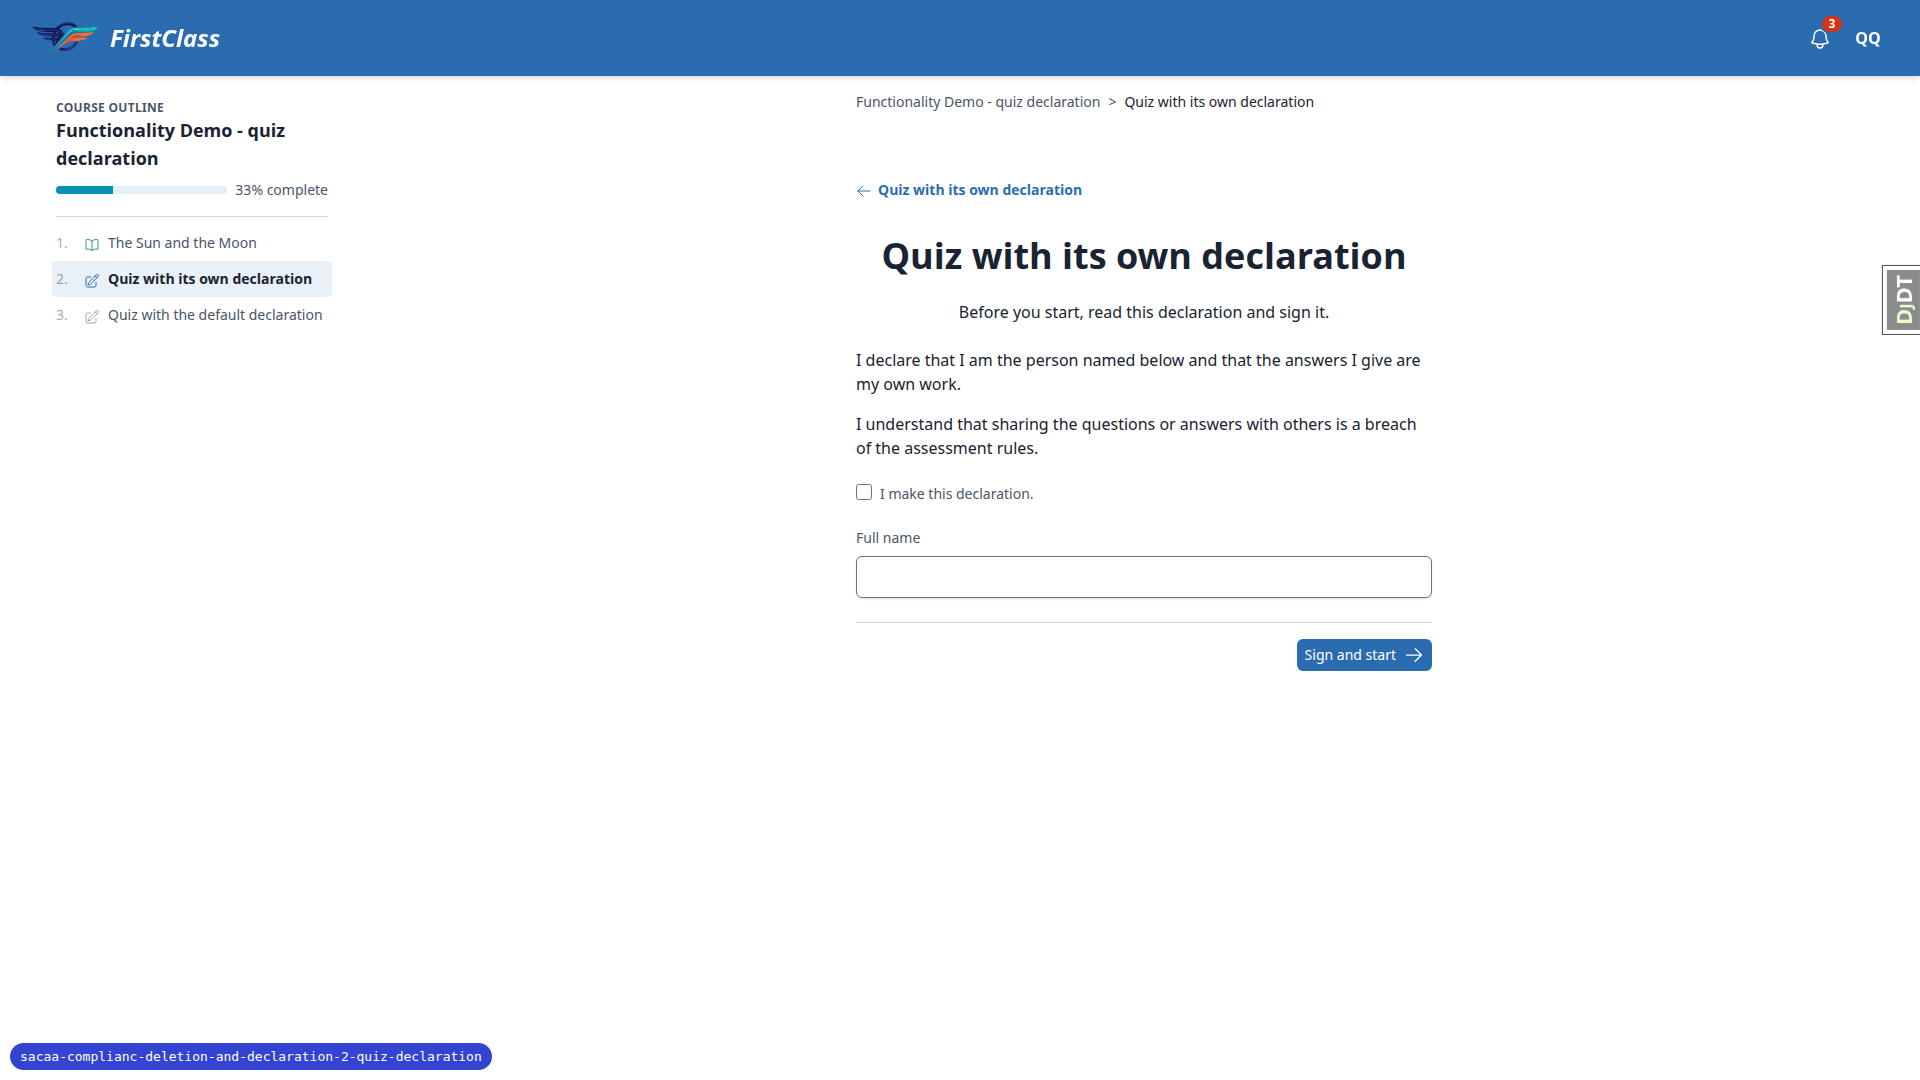 FirstClass
3
QQ
COURSE OUTLINE
Functionality Demo - quiz
declaration
33% complete
1. The Sun and the Moon
2. Quiz with its own declaration
3. Quiz with the default declaration
Functionality Demo - quiz declaration > Quiz with its own declaration
← Quiz with its own declaration
Quiz with its own declaration
Before you start, read this declaration and sign it.
I declare that I am the person named below and that the answers I give are
my own work.
I understand that sharing the questions or answers with others is a breach
of the assessment rules.
I make this declaration.
Full name
Sign and start →
DJDT
sacaa-complianc-deletion-and-declaration-2-quiz-declaration